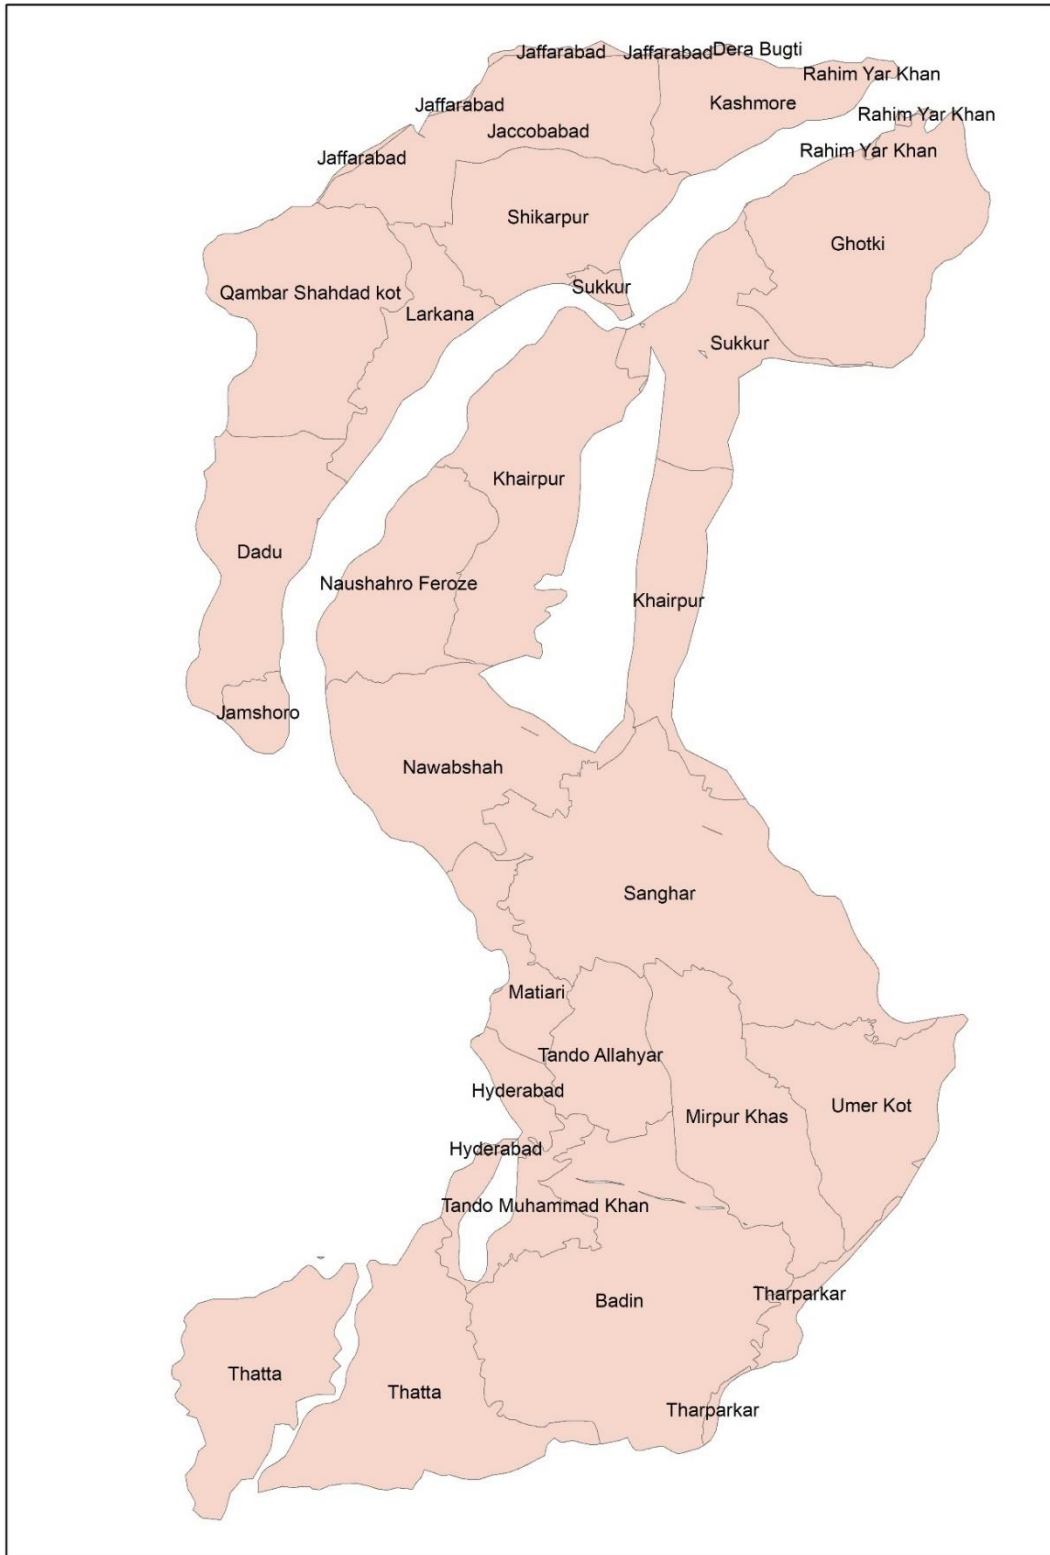 Jaffarabad
Jaffarabad
Dera Bugti
Rahim Yar Khan
Jaffarabad
Kashmore
Rahim Yar Khan
Jaccobabad
Jaffarabad
Rahim Yar Khan
Shikarpur
Ghotki
Qambar Shahdad kot
Sukkur
Larkana
Sukkur
Khairpur
Dadu
Naushahro Feroze
Khairpur
Jamshoro
Nawabshah
Sanghar
Matiari
Tando Allahyar
Hyderabad
Mirpur Khas
Umer Kot
Hyderabad
Tando Muhammad Khan
Tharparkar
Badin
Thatta
Thatta
Tharparkar